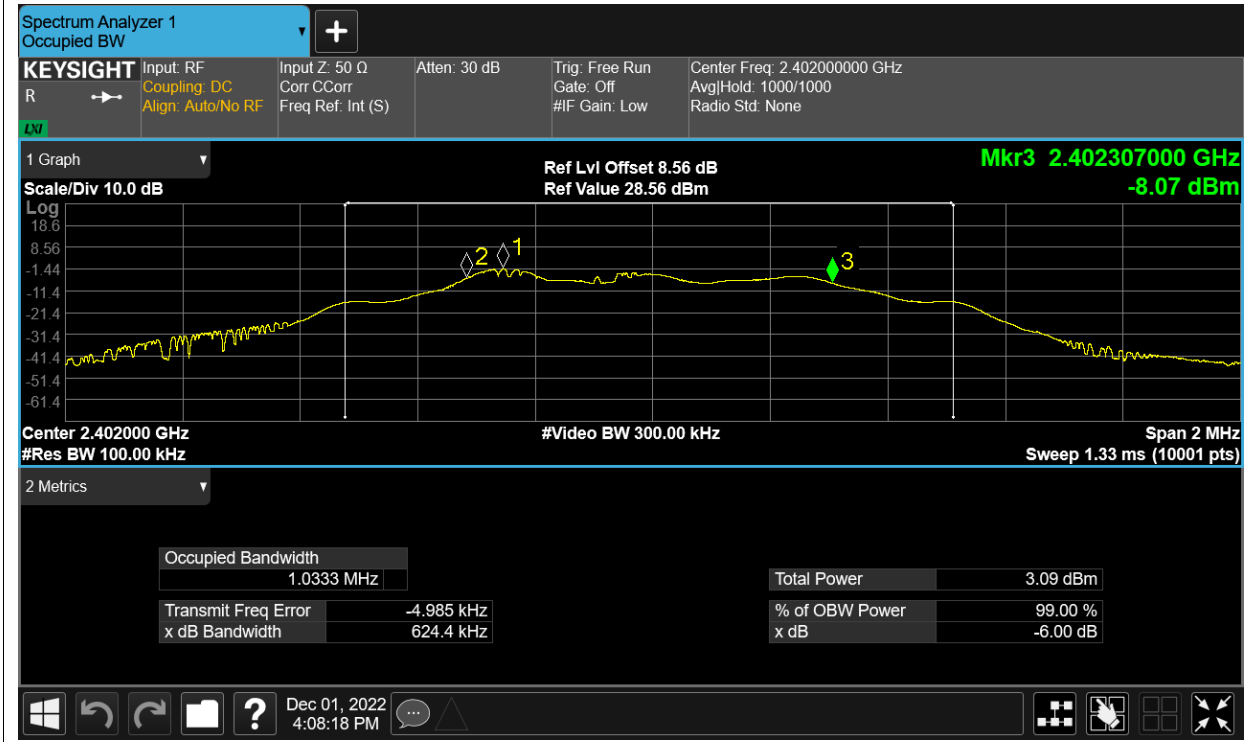 Spectrum Analyzer 1
Occupied BW
KEYSIGHT
R
LXI
Input: RF
Coupling: DC
Align: Auto/No RF
Input Z: 50 Ω
Corr CCorr
Freq Ref: Int (S)
Atten: 30 dB
Trig: Free Run
Gate: Off
#IF Gain: Low
Center Freq: 2.402000000 GHz
Avg|Hold: 1000/1000
Radio Std: None
1 Graph
Scale/Div 10.0 dB
Ref Lvl Offset 8.56 dB
Ref Value 28.56 dBm
Mkr3 2.402307000 GHz
-8.07 dBm
Log
18.6
8.56
-1.44
-11.4
-21.4
-31.4
-41.4
-51.4
-61.4
2 1
3
Center 2.402000 GHz
#Res BW 100.00 kHz
#Video BW 300.00 kHz
Span 2 MHz
Sweep 1.33 ms (10001 pts)
2 Metrics
Occupied Bandwidth
1.0333 MHz
Transmit Freq Error -4.985 kHz
x dB Bandwidth 624.4 kHz
Total Power 3.09 dBm
% of OBW Power 99.00 %
x dB -6.00 dB
?
Dec 01, 2022
4:08:18 PM